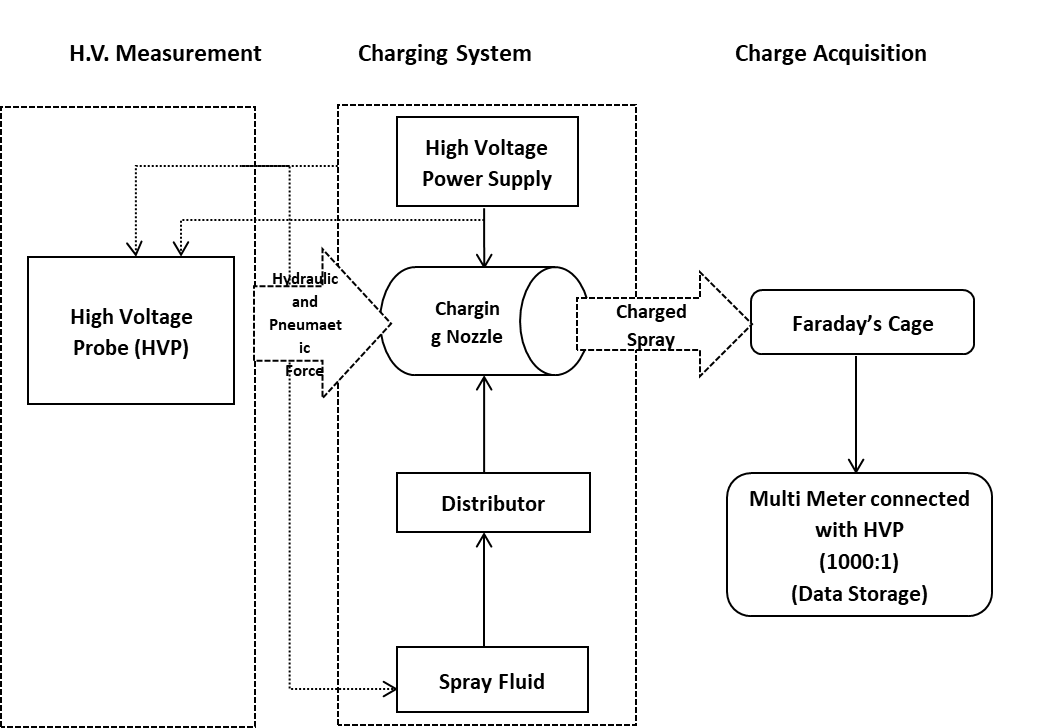 H.V. Measurement
Charging System
Charge Acquisition
High Voltage
Power Supply
High Voltage
Probe (HVP)
Hydraulic
and
Pneumaet
ic
Force
Chargin
g Nozzle
Charged
Spray
Faraday’s Cage
Distributor
Multi Meter connected
with HVP
(1000:1)
(Data Storage)
Spray Fluid